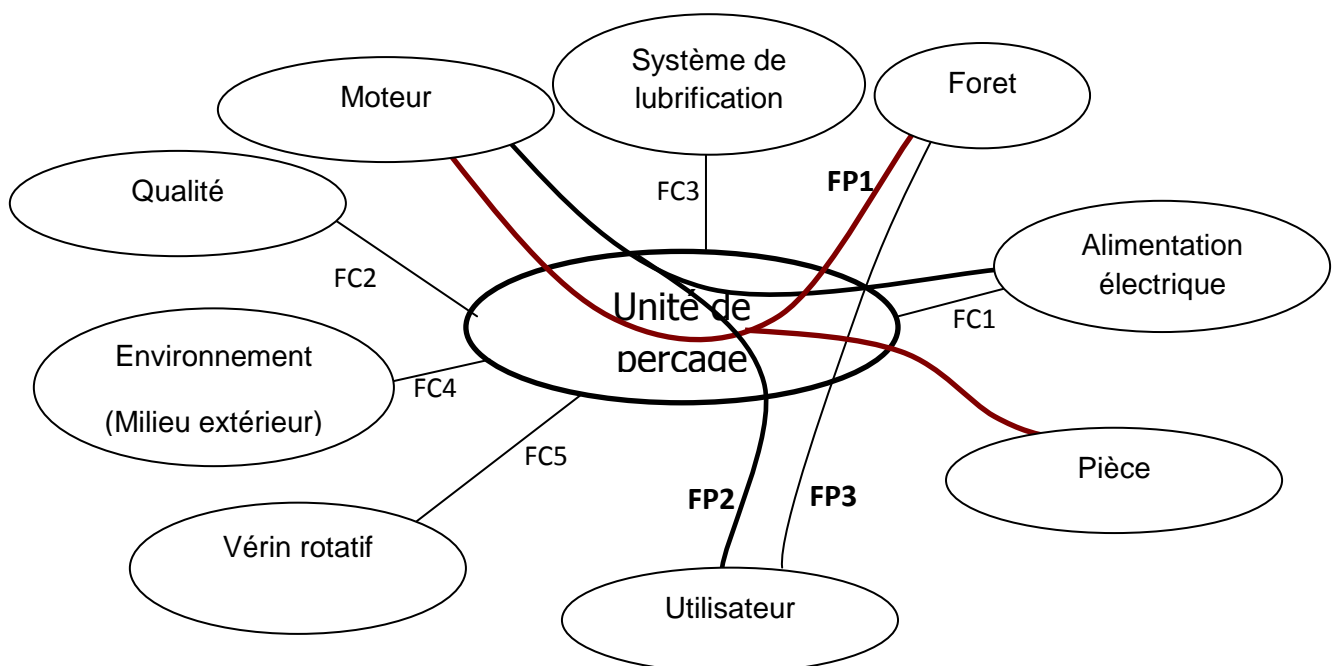 Système de
lubrification
Moteur
Foret
FP1
FC3
Qualité
Alimentation
électrique
FC2
Unité de
perçage
FC1
Environnement
(Milieu extérieur)
FC4
FC5
Pièce
FP2
FP3
Vérin rotatif
Utilisateur